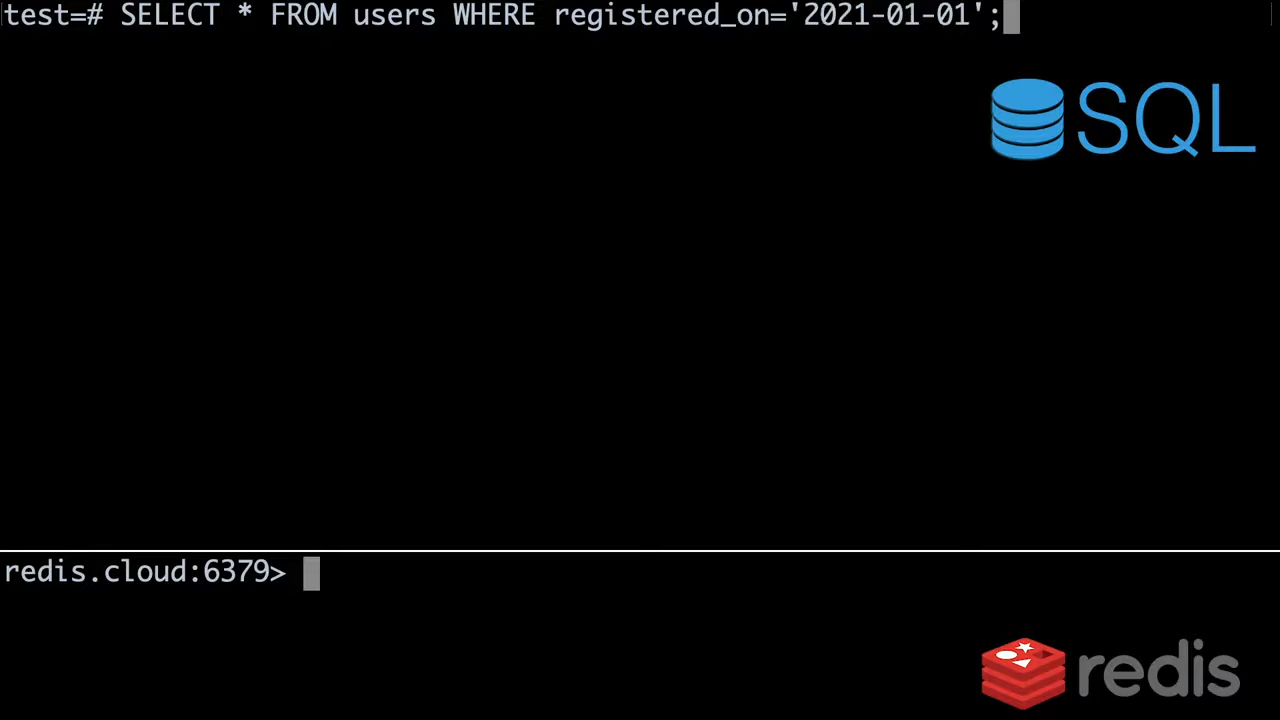 test=# SELECT * FROM users WHERE registered_on='2021-01-01';
SQL
redis.cloud:6379>
redis